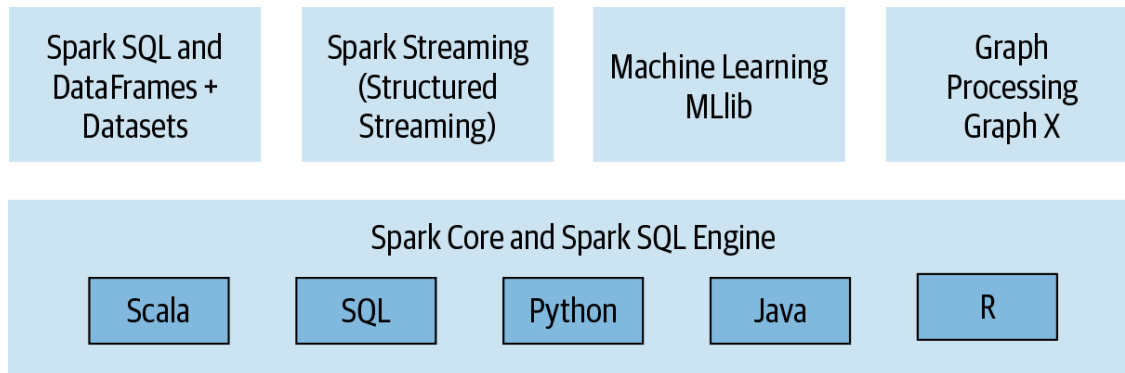 Spark SQL and
DataFrames +
Datasets
Spark Streaming
(Structured
Streaming)
Machine Learning
MLlib
Graph
Processing
Graph X
Spark Core and Spark SQL Engine
Scala
SQL
Python
Java
R